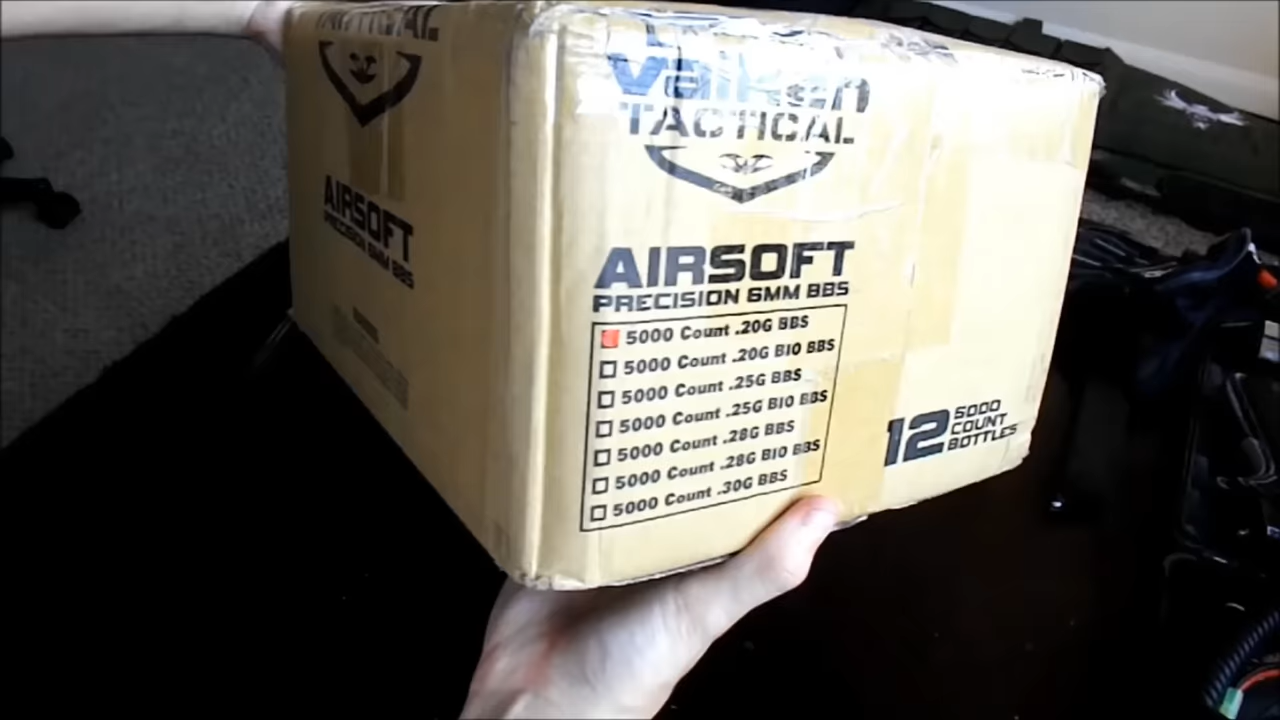 TACTICAL
AIRSOFT
PRECISION 6MM BBS
Valken
TACTICAL
AIRSOFT
PRECISION 6MM BBS
5000 Count .20G BBS
5000 Count .20G BIO BBS
5000 Count .25G BBS
5000 Count .25G BIO BBS
5000 Count .28G BBS
5000 Count .28G BIO BBS
5000 Count .30G BBS
12 5000
COUNT
BOTTLES